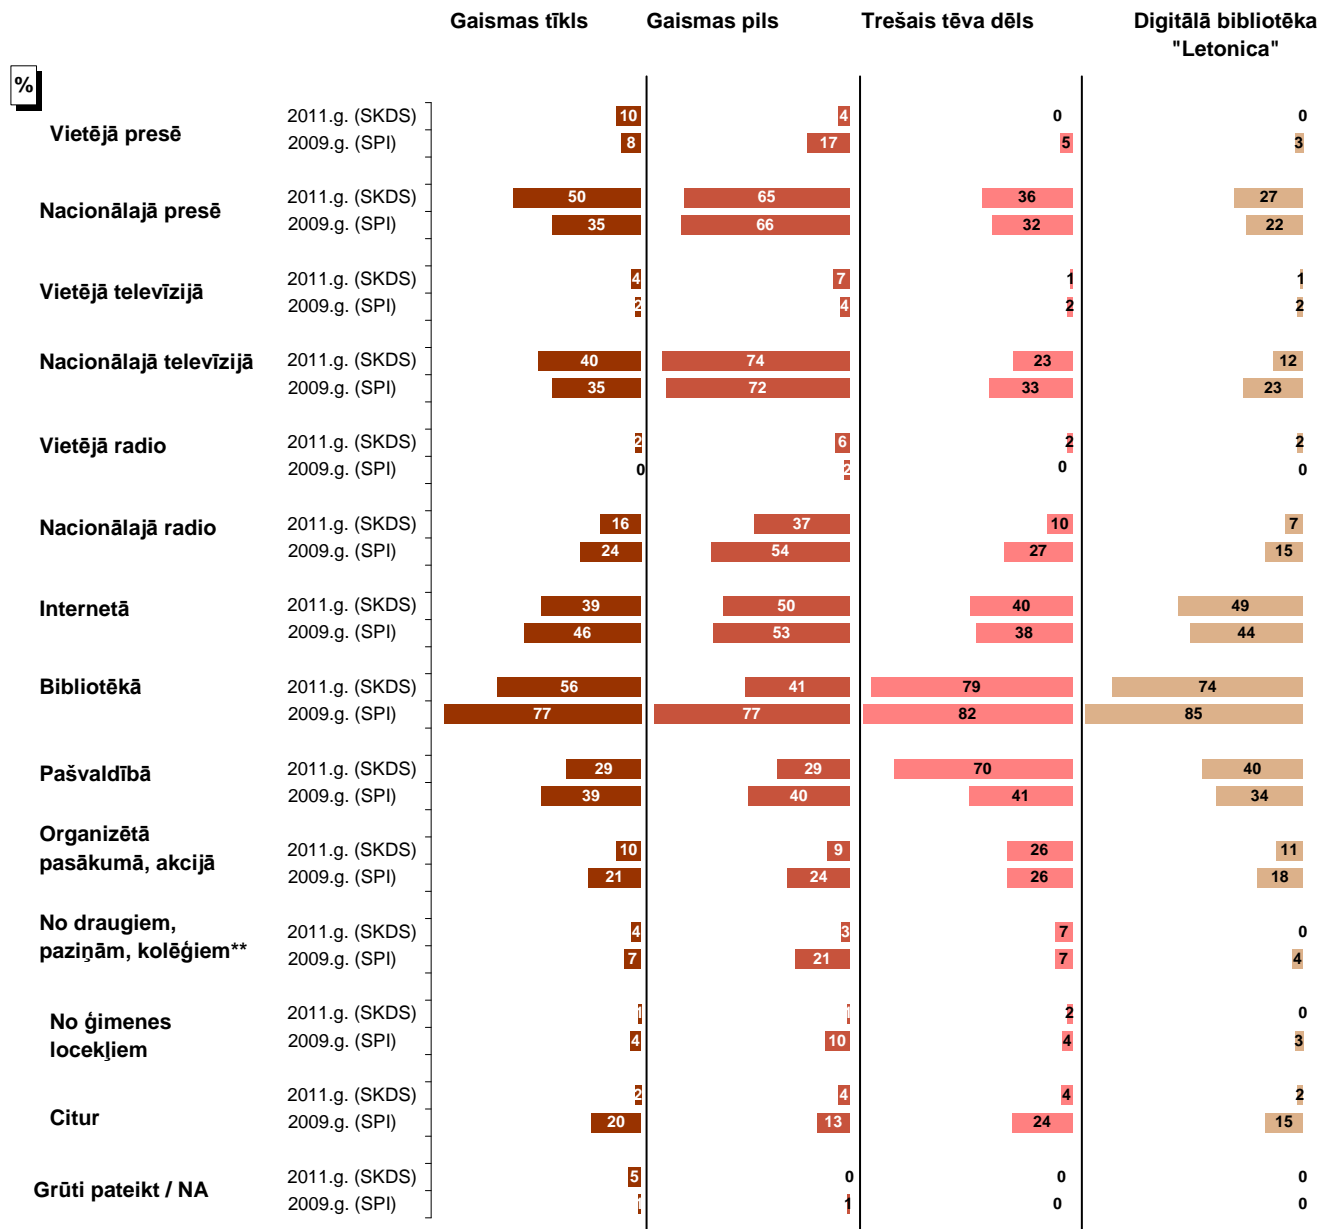 Gaismas tīkls Gaismas pils Trešais tēva dēls Digitālā bibliotēka
"Letonica"
%
Vietējā presē
2011.g. (SKDS) 10 4 0 0
2009.g. (SPI) 8 17 5 3
Nacionālajā presē
2011.g. (SKDS) 50 65 36 27
2009.g. (SPI) 35 66 32 22
Vietējā televīzijā
2011.g. (SKDS) 4 7 1 1
2009.g. (SPI) 2 4 2 2
Nacionālajā televīzijā
2011.g. (SKDS) 40 74 23 12
2009.g. (SPI) 35 72 33 23
Vietējā radio
2011.g. (SKDS) 2 6 2 2
2009.g. (SPI) 0 2 0 0
Nacionālajā radio
2011.g. (SKDS) 16 37 10 7
2009.g. (SPI) 24 54 27 15
Internetā
2011.g. (SKDS) 39 50 40 49
2009.g. (SPI) 46 53 38 44
Bibliotēkā
2011.g. (SKDS) 56 41 79 74
2009.g. (SPI) 77 77 82 85
Pašvaldībā
2011.g. (SKDS) 29 29 70 40
2009.g. (SPI) 39 40 41 34
Organizētā
pasākumā, akcijā
2011.g. (SKDS) 10 9 26 11
2009.g. (SPI) 21 24 26 18
No draugiem,
paziņām, kolēģiem**
2011.g. (SKDS) 4 3 7 0
2009.g. (SPI) 7 21 7 4
No ģimenes
locekļiem
2011.g. (SKDS) 1 1 2 0
2009.g. (SPI) 4 10 4 3
Citur
2011.g. (SKDS) 2 4 4 2
2009.g. (SPI) 20 13 24 15
Grūti pateikt / NA
2011.g. (SKDS) 5 0 0 0
2009.g. (SPI) 1 1 0 0